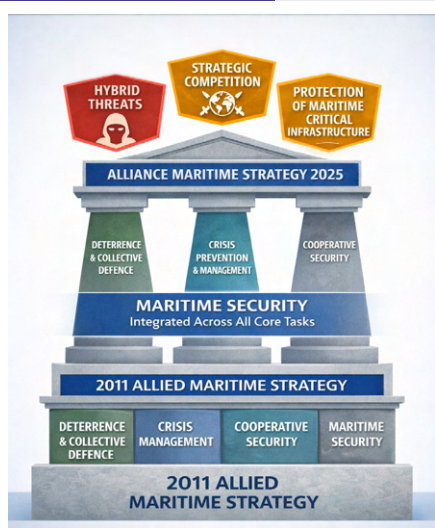 HYBRID
THREATS
STRATEGIC
COMPETITION
PROTECTION
OF MARITIME
CRITICAL
INFRASTRUCTURE
ALLIANCE MARITIME STRATEGY 2025
DETERRENCE
& COLLECTIVE
DEFENCE
CRISIS
PREVENTION
& MANAGEMENT
COOPERATIVE
SECURITY
MARITIME SECURITY
Integrated Across All Core Tasks
2011 ALLIED MARITIME STRATEGY
DETERRENCE
& COLLECTIVE
DEFENCE
CRISIS
MANAGEMENT
COOPERATIVE
SECURITY
MARITIME
SECURITY
2011 ALLIED
MARITIME STRATEGY